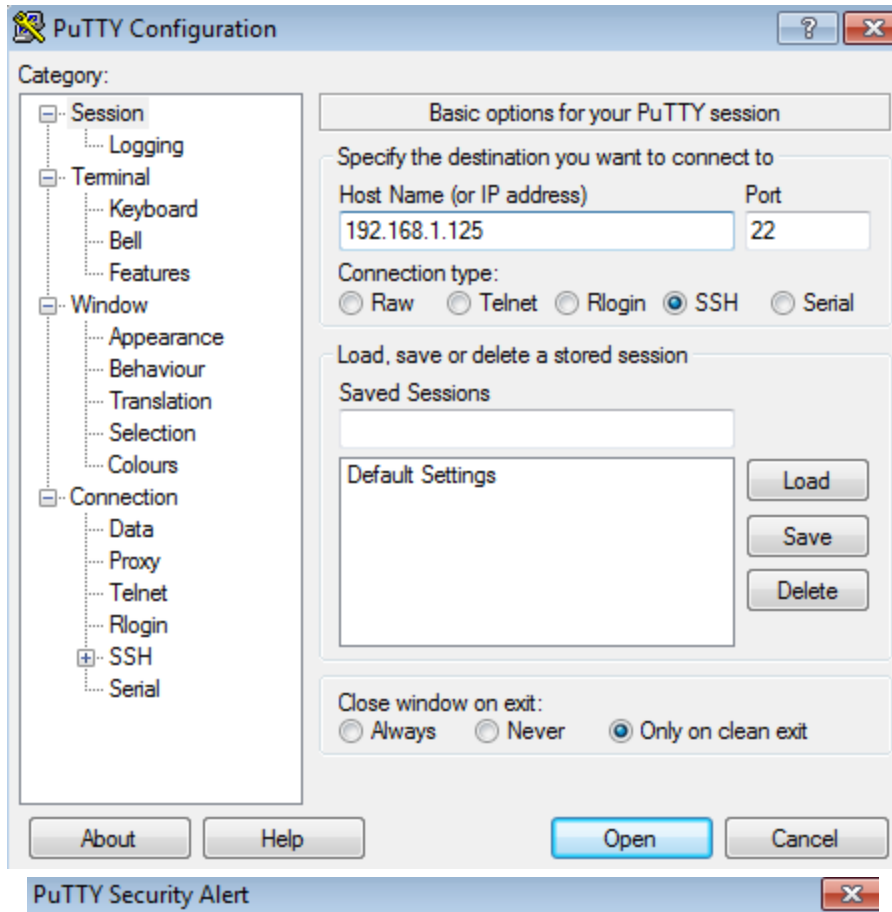 PuTTY Configuration
Category:
Session
Logging
Terminal
Keyboard
Bell
Features
Window
Appearance
Behaviour
Translation
Selection
Colours
Connection
Data
Proxy
Telnet
Rlogin
SSH
Serial
Basic options for your PuTTY session
Specify the destination you want to connect to
Host Name (or IP address) Port
192.168.1.125 22
Connection type:
Raw Telnet Rlogin SSH Serial
Load, save or delete a stored session
Saved Sessions
Default Settings
Load
Save
Delete
Close window on exit:
Always Never Only on clean exit
About Help Open Cancel
PuTTY Security Alert